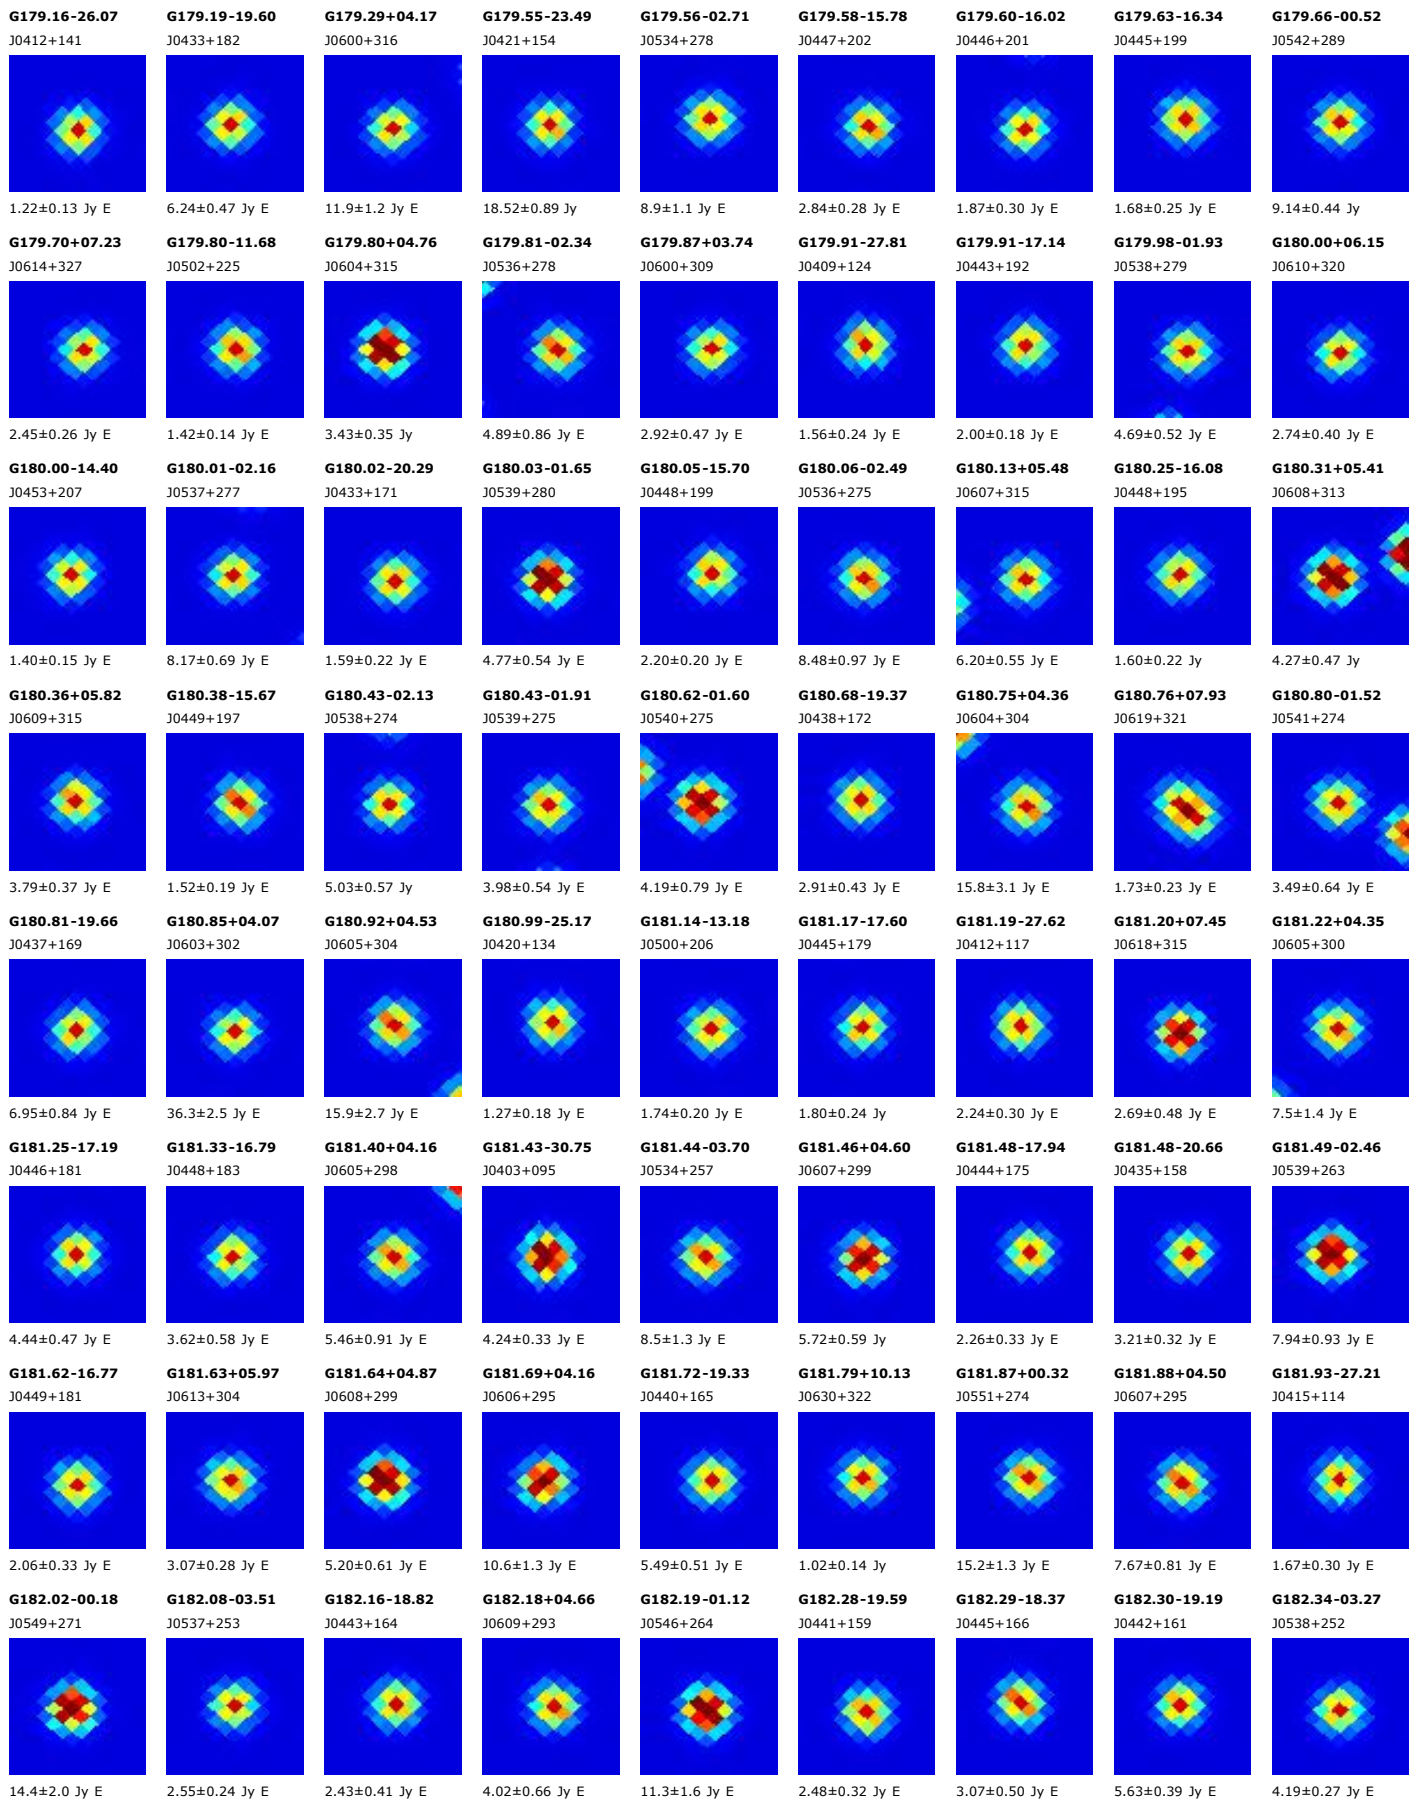 G179.16-26.07 G179.19-19.60 G179.29+04.17 G179.55-23.49 G179.56-02.71 G179.58-15.78 G179.60-16.02 G179.63-16.34 G179.66-00.52
J0412+141 J0433+182 J0600+316 J0421+154 J0534+278 J0447+202 J0446+201 J0445+199 J0542+289
1.22±0.13 Jy E 6.24±0.47 Jy E 11.9±1.2 Jy E 18.52±0.89 Jy 8.9±1.1 Jy E 2.84±0.28 Jy E 1.87±0.30 Jy E 1.68±0.25 Jy E 9.14±0.44 Jy
G179.70+07.23 G179.80-11.68 G179.80+04.76 G179.81-02.34 G179.87+03.74 G179.91-27.81 G179.91-17.14 G179.98-01.93 G180.00+06.15
J0614+327 J0502+225 J0604+315 J0536+278 J0600+309 J0409+124 J0443+192 J0538+279 J0610+320
2.45±0.26 Jy E 1.42±0.14 Jy E 3.43±0.35 Jy 4.89±0.86 Jy E 2.92±0.47 Jy E 1.56±0.24 Jy E 2.00±0.18 Jy E 4.69±0.52 Jy E 2.74±0.40 Jy E
G180.00-14.40 G180.01-02.16 G180.02-20.29 G180.03-01.65 G180.05-15.70 G180.06-02.49 G180.13+05.48 G180.25-16.08 G180.31+05.41
J0453+207 J0537+277 J0433+171 J0539+280 J0448+199 J0536+275 J0607+315 J0448+195 J0608+313
1.40±0.15 Jy E 8.17±0.69 Jy E 1.59±0.22 Jy E 4.77±0.54 Jy E 2.20±0.20 Jy E 8.48±0.97 Jy E 6.20±0.55 Jy E 1.60±0.22 Jy 4.27±0.47 Jy
G180.36+05.82 G180.38-15.67 G180.43-02.13 G180.43-01.91 G180.62-01.60 G180.68-19.37 G180.75+04.36 G180.76+07.93 G180.80-01.52
J0609+315 J0449+197 J0538+274 J0539+275 J0540+275 J0438+172 J0604+304 J0619+321 J0541+274
3.79±0.37 Jy E 1.52±0.19 Jy E 5.03±0.57 Jy 3.98±0.54 Jy E 4.19±0.79 Jy E 2.91±0.43 Jy E 15.8±3.1 Jy E 1.73±0.23 Jy E 3.49±0.64 Jy E
G180.81-19.66 G180.85+04.07 G180.92+04.53 G180.99-25.17 G181.14-13.18 G181.17-17.60 G181.19-27.62 G181.20+07.45 G181.22+04.35
J0437+169 J0603+302 J0605+304 J0420+134 J0500+206 J0445+179 J0412+117 J0618+315 J0605+300
6.95±0.84 Jy E 36.3±2.5 Jy E 15.9±2.7 Jy E 1.27±0.18 Jy E 1.74±0.20 Jy E 1.80±0.24 Jy 2.24±0.30 Jy E 2.69±0.48 Jy E 7.5±1.4 Jy E
G181.25-17.19 G181.33-16.79 G181.40+04.16 G181.43-30.75 G181.44-03.70 G181.46+04.60 G181.48-17.94 G181.48-20.66 G181.49-02.46
J0446+181 J0448+183 J0605+298 J0403+095 J0534+257 J0607+299 J0444+175 J0435+158 J0539+263
4.44±0.47 Jy E 3.62±0.58 Jy E 5.46±0.91 Jy E 4.24±0.33 Jy E 8.5±1.3 Jy E 5.72±0.59 Jy 2.26±0.33 Jy E 3.21±0.32 Jy E 7.94±0.93 Jy E
G181.62-16.77 G181.63+05.97 G181.64+04.87 G181.69+04.16 G181.72-19.33 G181.79+10.13 G181.87+00.32 G181.88+04.50 G181.93-27.21
J0449+181 J0613+304 J0608+299 J0606+295 J0440+165 J0630+322 J0551+274 J0607+295 J0415+114
2.06±0.33 Jy E 3.07±0.28 Jy E 5.20±0.61 Jy E 10.6±1.3 Jy E 5.49±0.51 Jy E 1.02±0.14 Jy 15.2±1.3 Jy E 7.67±0.81 Jy E 1.67±0.30 Jy E
G182.02-00.18 G182.08-03.51 G182.16-18.82 G182.18+04.66 G182.19-01.12 G182.28-19.59 G182.29-18.37 G182.30-19.19 G182.34-03.27
J0549+271 J0537+253 J0443+164 J0609+293 J0546+264 J0441+159 J0445+166 J0442+161 J0538+252
14.4±2.0 Jy E 2.55±0.24 Jy E 2.43±0.41 Jy E 4.02±0.66 Jy E 11.3±1.6 Jy E 2.48±0.32 Jy E 3.07±0.50 Jy E 5.63±0.39 Jy E 4.19±0.27 Jy E